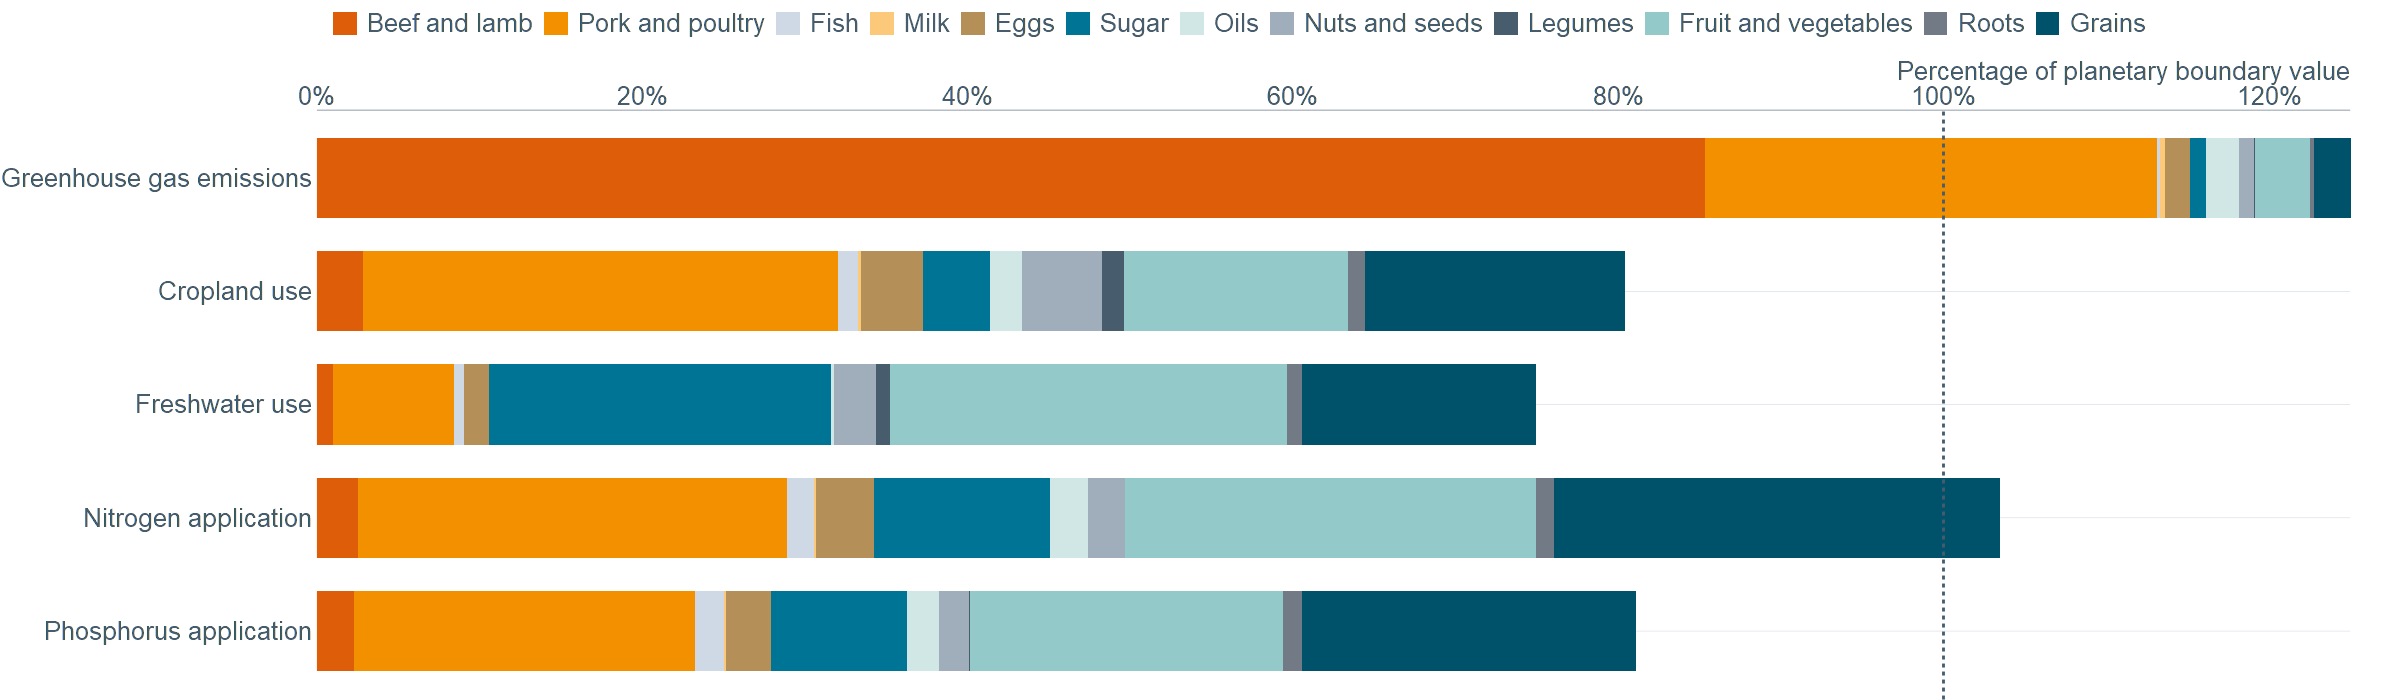 Beef and lamb Pork and poultry Fish Milk Eggs Sugar Oils Nuts and seeds Legumes Fruit and vegetables Roots Grains
Percentage of planetary boundary value
0% 20% 40% 60% 80% 100% 120%
Greenhouse gas emissions
Cropland use
Freshwater use
Nitrogen application
Phosphorus application